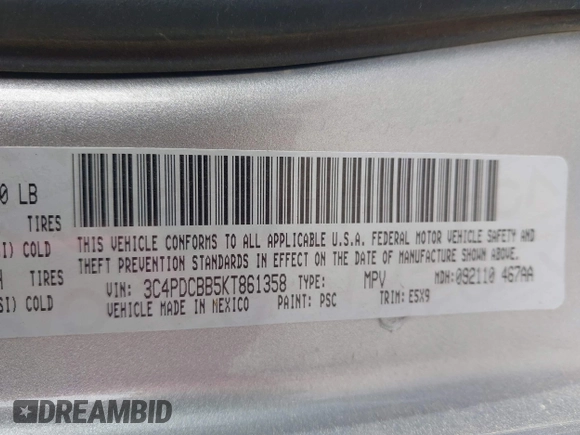 0 LB
TIRES
SI) COLD
TIRES
SI) COLD
THIS VEHICLE CONFORMS TO ALL APPLICABLE U.S.A. FEDERAL MOTOR VEHICLE SAFETY AND
THEFT PREVENTION STANDARDS IN EFFECT ON THE DATE OF MANUFACTURE SHOWN ABOVE.
VIN: 3C4PDCBB5KT861358 TYPE: MPV MDH: 092110 467AA
VEHICLE MADE IN MEXICO PAINT: PSC TRIM: E5X9
DREAMBID